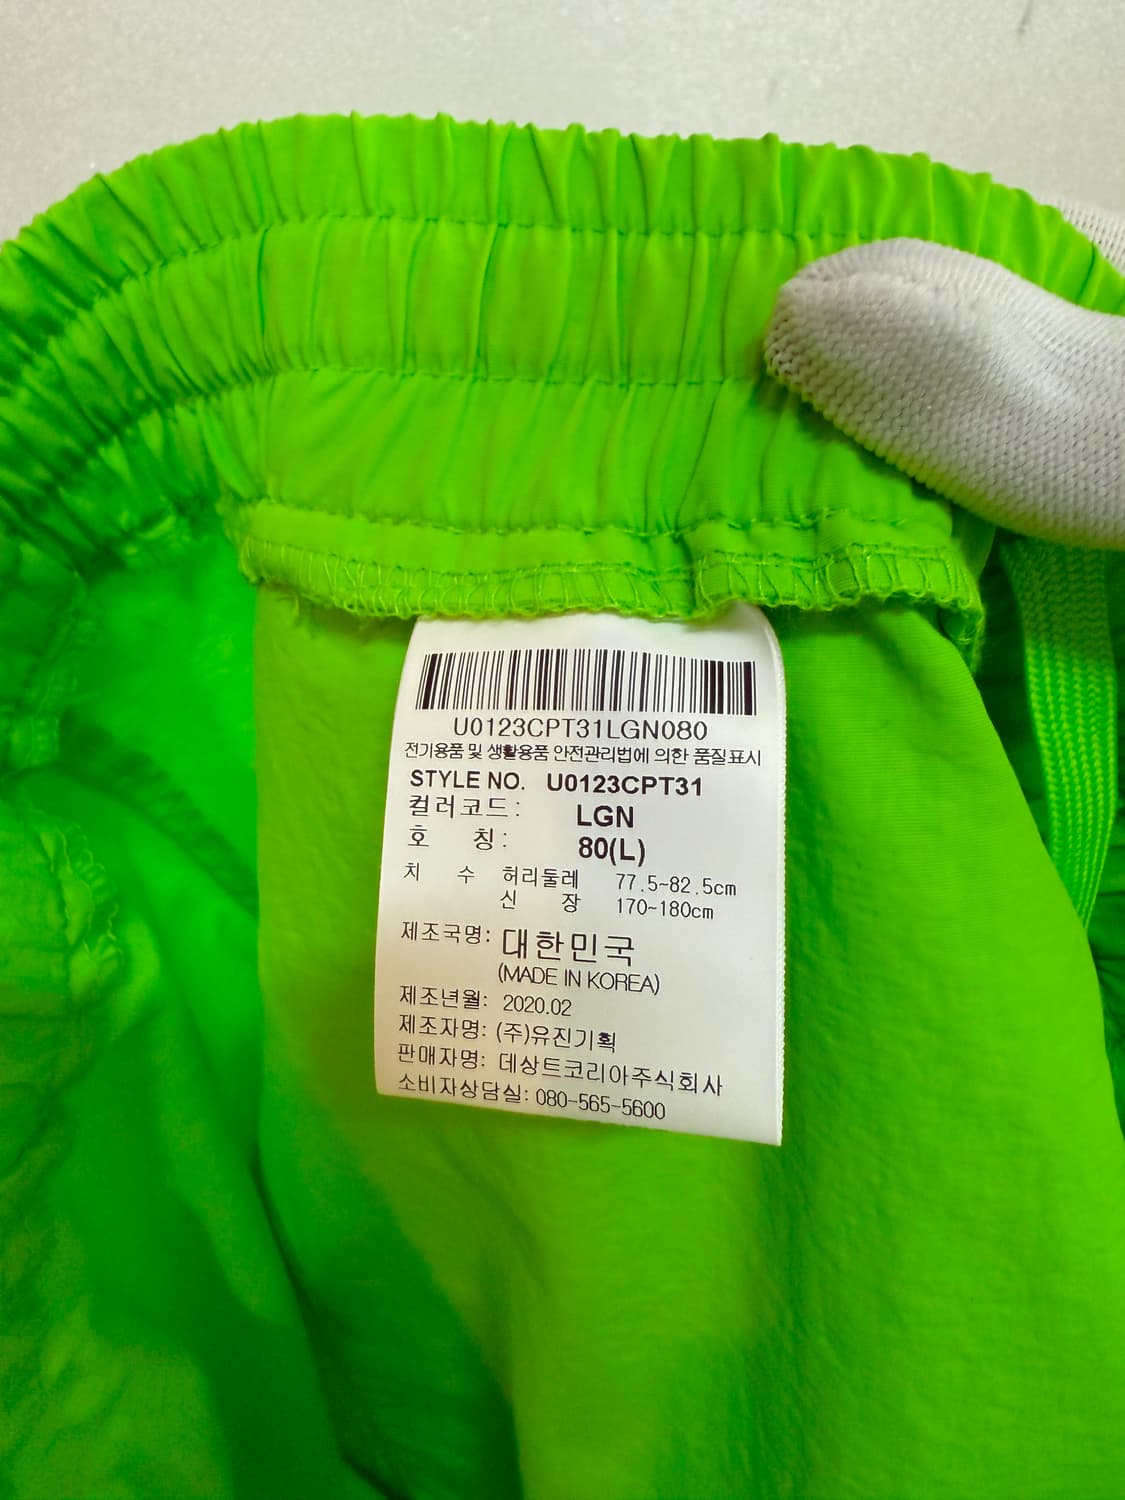 U0123CPT31LGN080
전기용품 및 생활용품 안전관리법에 의한 품질표시
STYLE NO. U0123CPT31
컬러코드: LGN
호 칭: 80(L)
치 수 허리둘레 77.5~82.5cm
신 장 170~180cm
제조국명: 대한민국
(MADE IN KOREA)
제조년월: 2020.02
제조자명: (주)유진기획
판매자명: 데상트코리아주식회사
소비자상담실: 080-565-5600